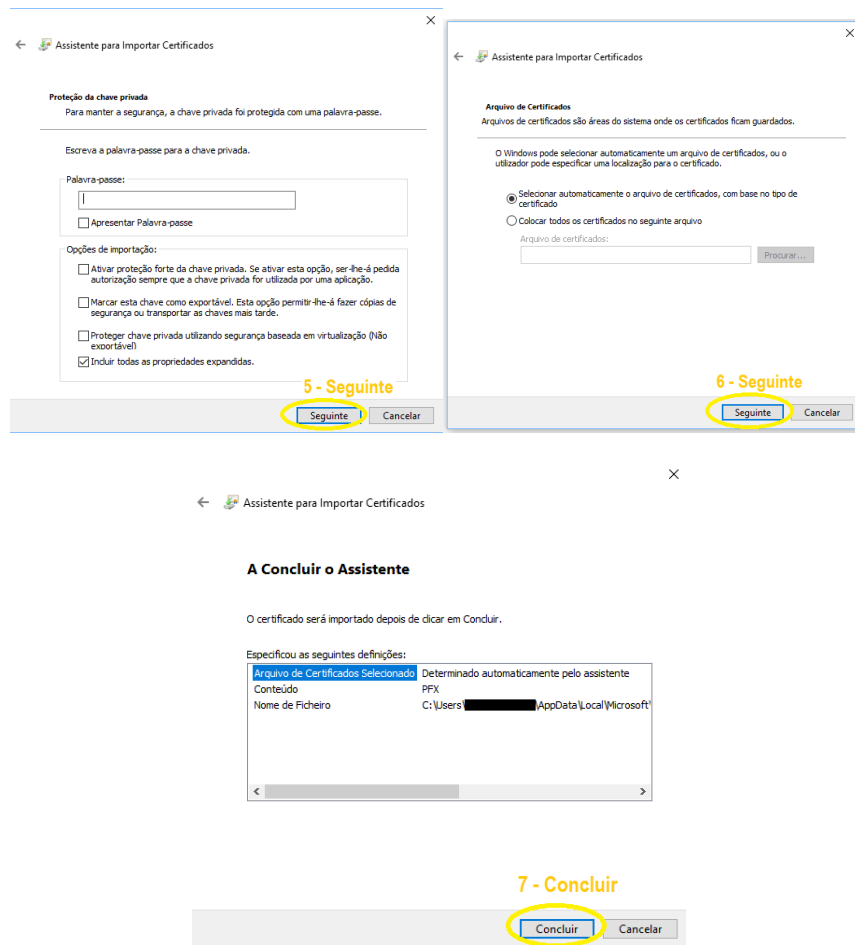 Assistente para Importar Certificados
Proteção da chave privada
Para manter a segurança, a chave privada foi protegida com uma palavra-passe.
Escreva a palavra-passe para a chave privada.
Palavra-passe:
Apresentar Palavra-passe
Opções de importação:
Ativar proteção forte da chave privada. Se ativar esta opção, ser-lhe-á pedida
autorização sempre que a chave privada for utilizada por uma aplicação.
Marcar esta chave como exportável. Esta opção permitir-lhe-á fazer cópias de
segurança ou transportar as chaves mais tarde.
Proteger chave privada utilizando segurança baseada em virtualização (Não
exportável)
Incluir todas as propriedades expandidas.
5 - Seguinte
Seguinte
Cancelar
Assistente para Importar Certificados
Arquivo de Certificados
Arquivos de certificados são áreas do sistema onde os certificados ficam guardados.
O Windows pode selecionar automaticamente um arquivo de certificados, ou o
utilizador pode especificar uma localização para o certificado.
Selecionar automaticamente o arquivo de certificados, com base no tipo de
certificado
Colocar todos os certificados no seguinte arquivo
Arquivo de certificados:
Procurar...
6 - Seguinte
Seguinte
Cancelar
Assistente para Importar Certificados
A Concluir o Assistente
O certificado será importado depois de clicar em Concluir.
Especificou as seguintes definições:
Arquivo de Certificados Selecionado Determinado automaticamente pelo assistente
Conteúdo PFX
Nome de Ficheiro C:\Users\ \AppData\Local\Microsoft\
7 - Concluir
Concluir
Cancelar